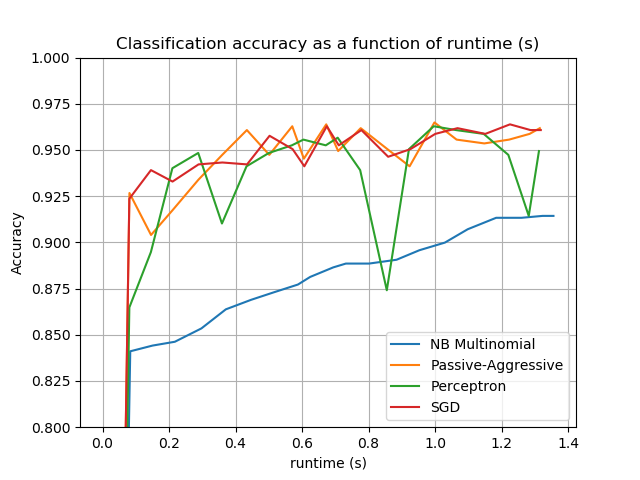 Classification accuracy as a function of runtime (s)
1.000
0.975
0.950
0.925
0.900
0.875
0.850
0.825
0.800
Accuracy
NB Multinomial
Passive-Aggressive
Perceptron
SGD
0.0 0.2 0.4 0.6 0.8 1.0 1.2 1.4
runtime (s)